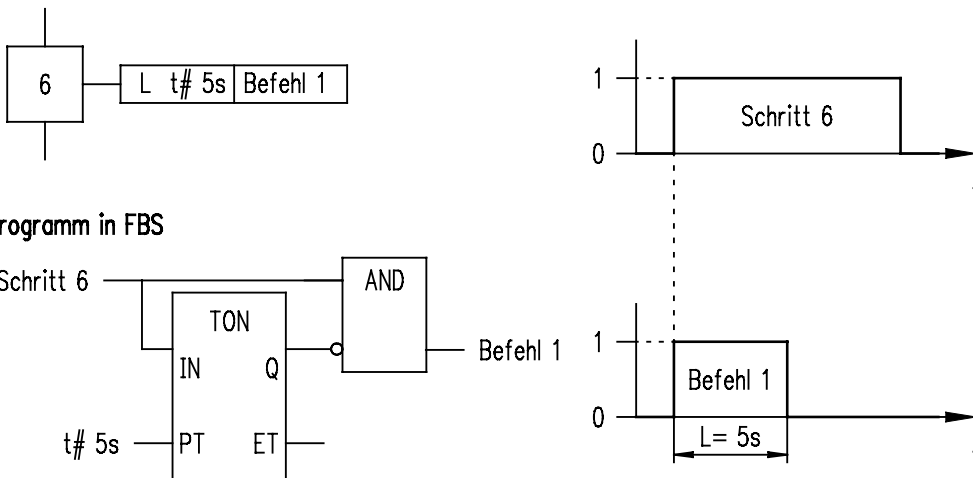 6
L t# 5s Befehl 1
1
Schritt 6
0
rogramm in FBS
Schritt 6
AND
TON
IN Q
Befehl 1
t# 5s
PT ET
1
Befehl 1
0
L= 5s